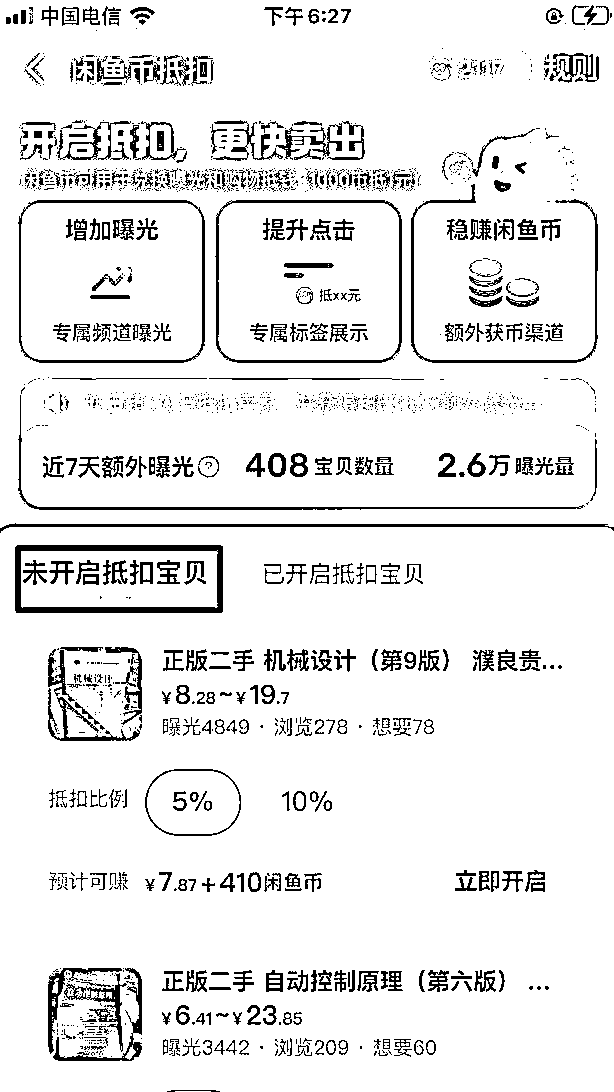 中国电信 下午6:27
闲鱼币抵扣 规则
开启抵扣，更快卖出
闲鱼币可用于兑换曝光和购物抵钱 (1000币抵1元)
增加曝光 提升点击 稳赚闲鱼币
抵xx元
专属频道曝光 专属标签展示 额外获币渠道
近7天额外曝光? 408宝贝数量 2.6万曝光量
未开启抵扣宝贝 已开启抵扣宝贝
机械设计
正版二手 机械设计（第9版） 濮良贵...
¥8.28~¥19.7
曝光4849 · 浏览278 · 想要78
抵扣比例 5% 10%
预计可赚 ¥7.87+410闲鱼币 立即开启
正版二手 自动控制原理（第六版） ...
¥6.41~¥23.85
曝光3442 · 浏览209 · 想要60